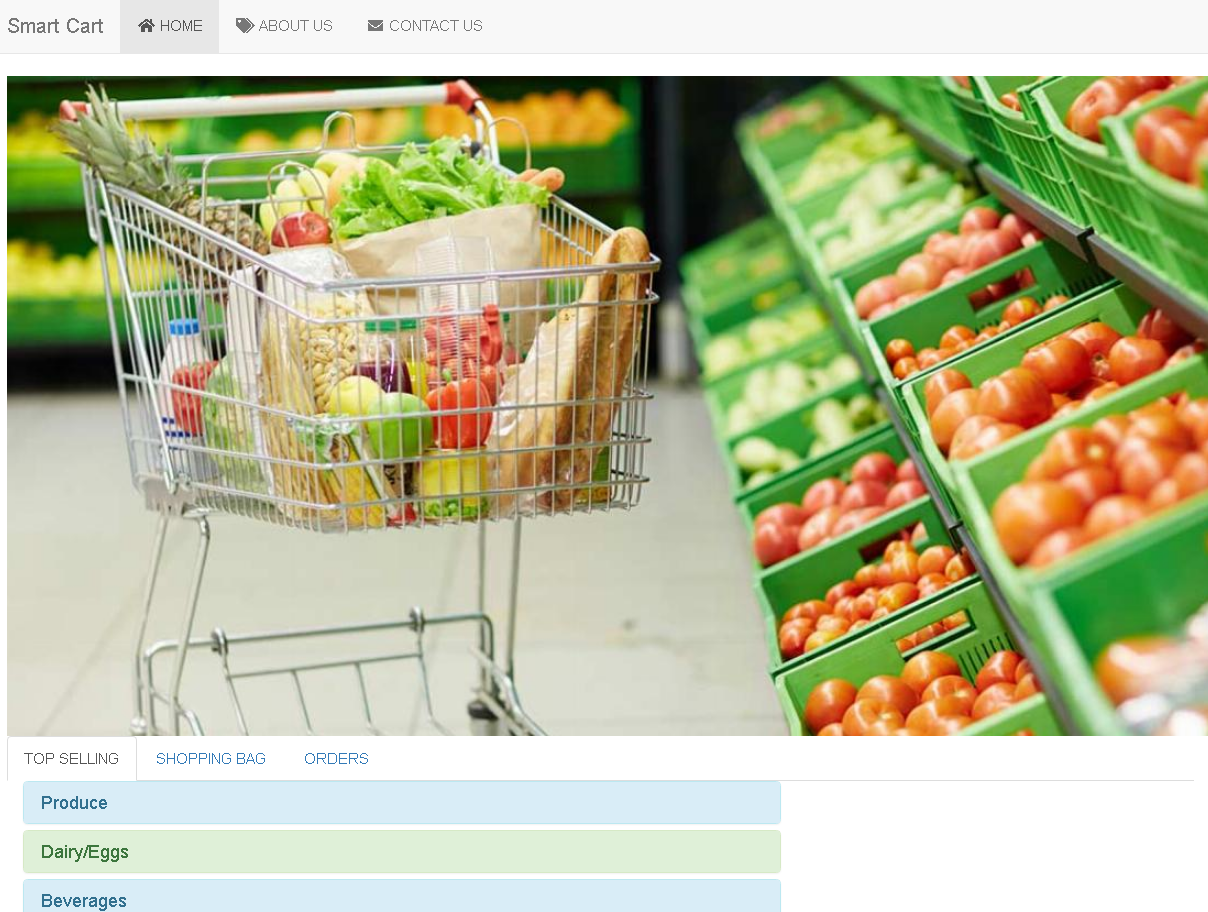 Smart Cart HOME ABOUT US CONTACT US
TOP SELLING SHOPPING BAG ORDERS
Produce
Dairy/Eggs
Beverages